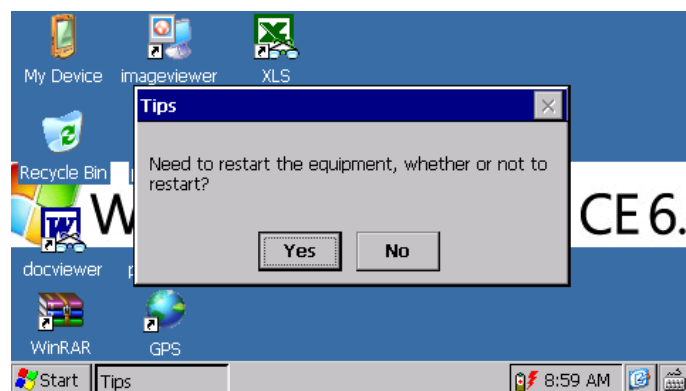 My Device
imageviewer
XLS
Tips
Recycle Bin
Need to restart the equipment, whether or not to
restart?
W
CE 6.
Yes
No
docviewer
WinRAR
GPS
Start
Tips
8:59 AM